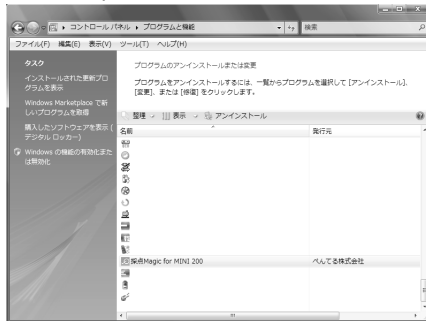 コントロール パネル ▸ プログラムと機能
検索
ファイル(F) 編集(E) 表示(V) ツール(T) ヘルプ(H)
タスク
インストールされた更新プロ
グラムを表示
Windows Marketplace で新
しいプログラムを取得
購入したソフトウェアを表示 (
デジタル ロッカー)
Windows の機能の有効化また
は無効化
プログラムのアンインストールまたは変更
プログラムをアンインストールするには、一覧からプログラムを選択して [アンインストール]、
[変更]、または [修復] をクリックします。
整理 表示 アンインストール
名前 発行元
採点Magic for MINI 200 ぺんてる株式会社